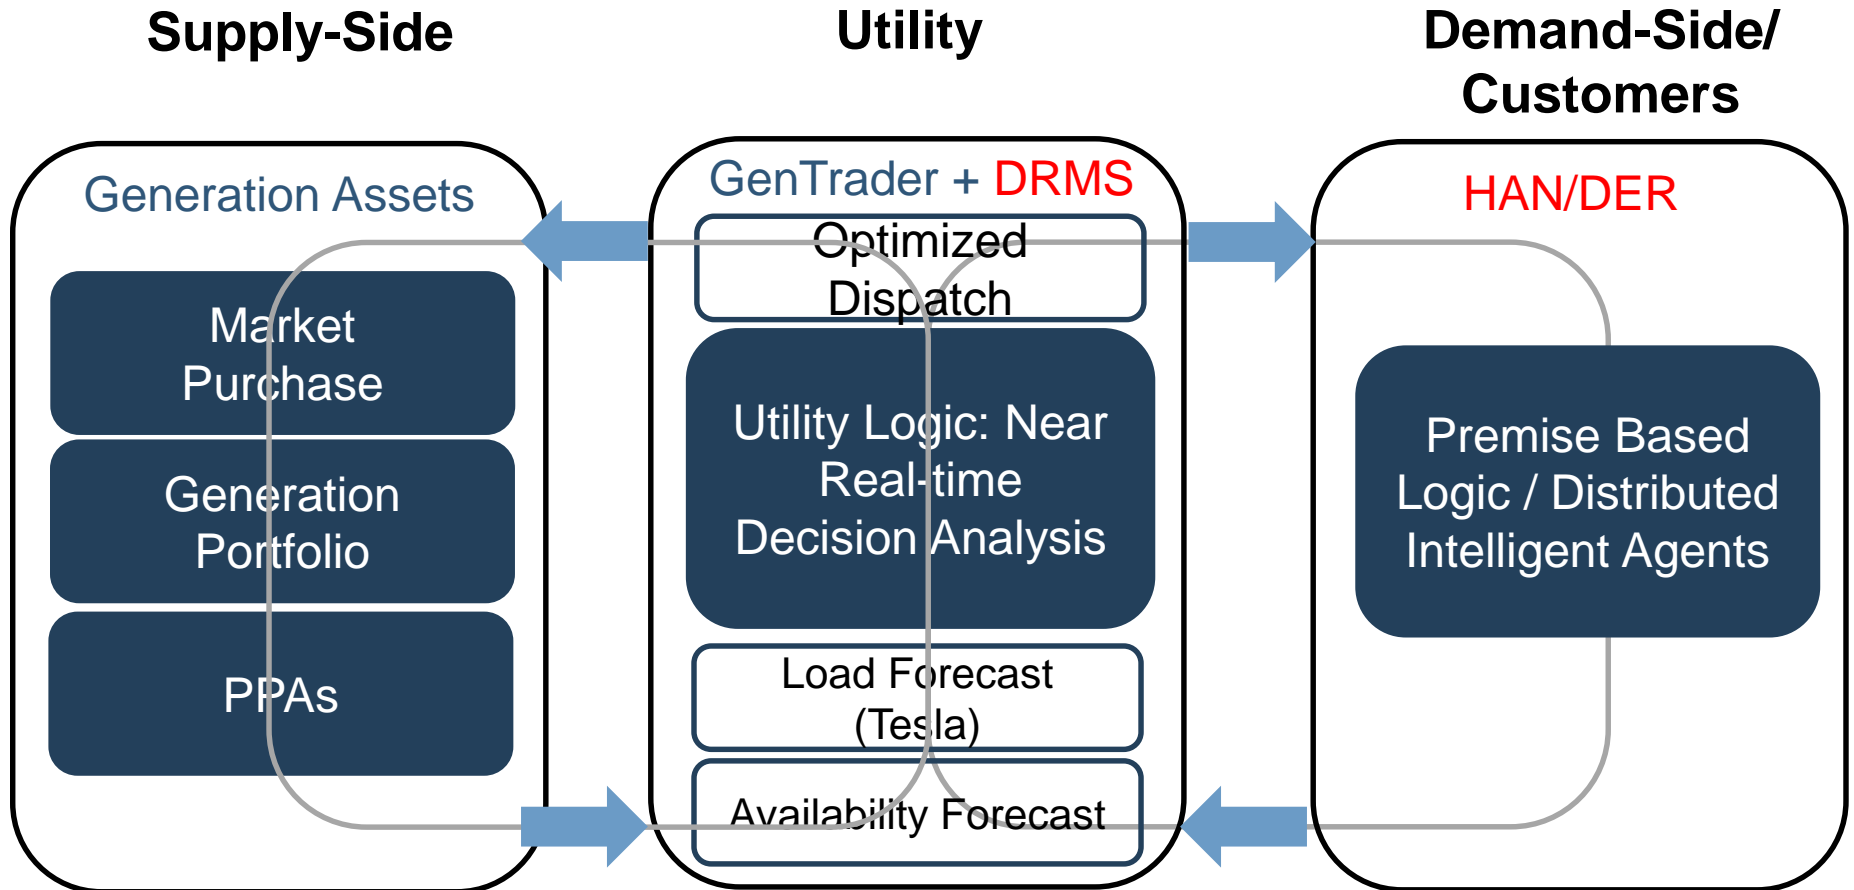 Supply-Side
Utility
Demand-Side/
Customers
Generation Assets
Market
Purchase
Generation
Portfolio
PPAs
GenTrader + DRMS
Optimized
Dispatch
Utility Logic: Near
Real-time
Decision Analysis
Load Forecast
(Tesla)
Availability Forecast
HAN/DER
Premise Based
Logic / Distributed
Intelligent Agents